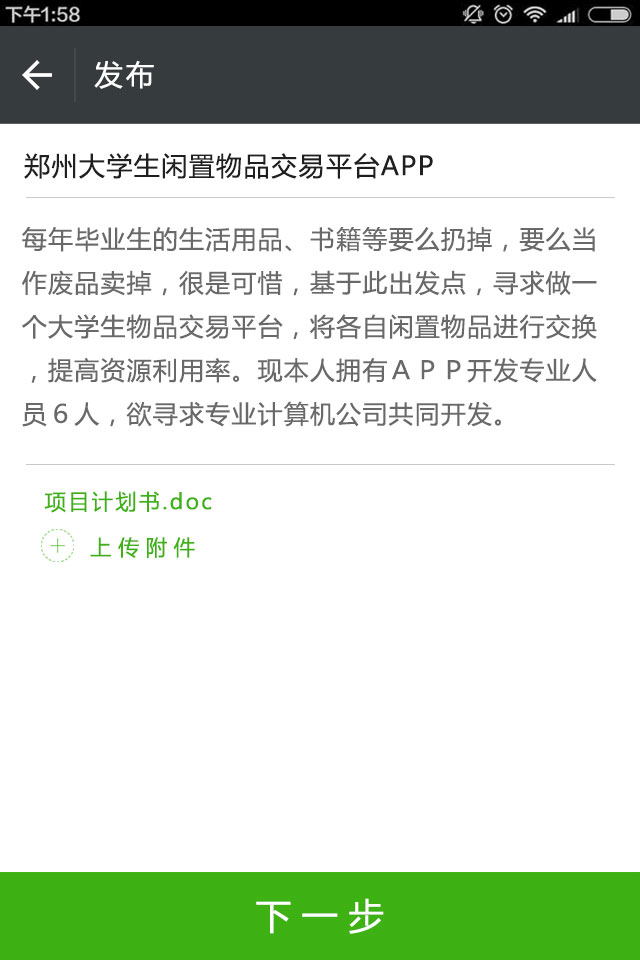 下午1:58
发布
郑州大学生闲置物品交易平台APP
每年毕业生的生活用品、书籍等要么扔掉，要么当
作废品卖掉，很是可惜，基于此出发点，寻求做一
个大学生物品交易平台，将各自闲置物品进行交换
，提高资源利用率。现本人拥有ＡＰＰ开发专业人
员６人，欲寻求专业计算机公司共同开发。
项目计划书.doc
上传附件
下一步